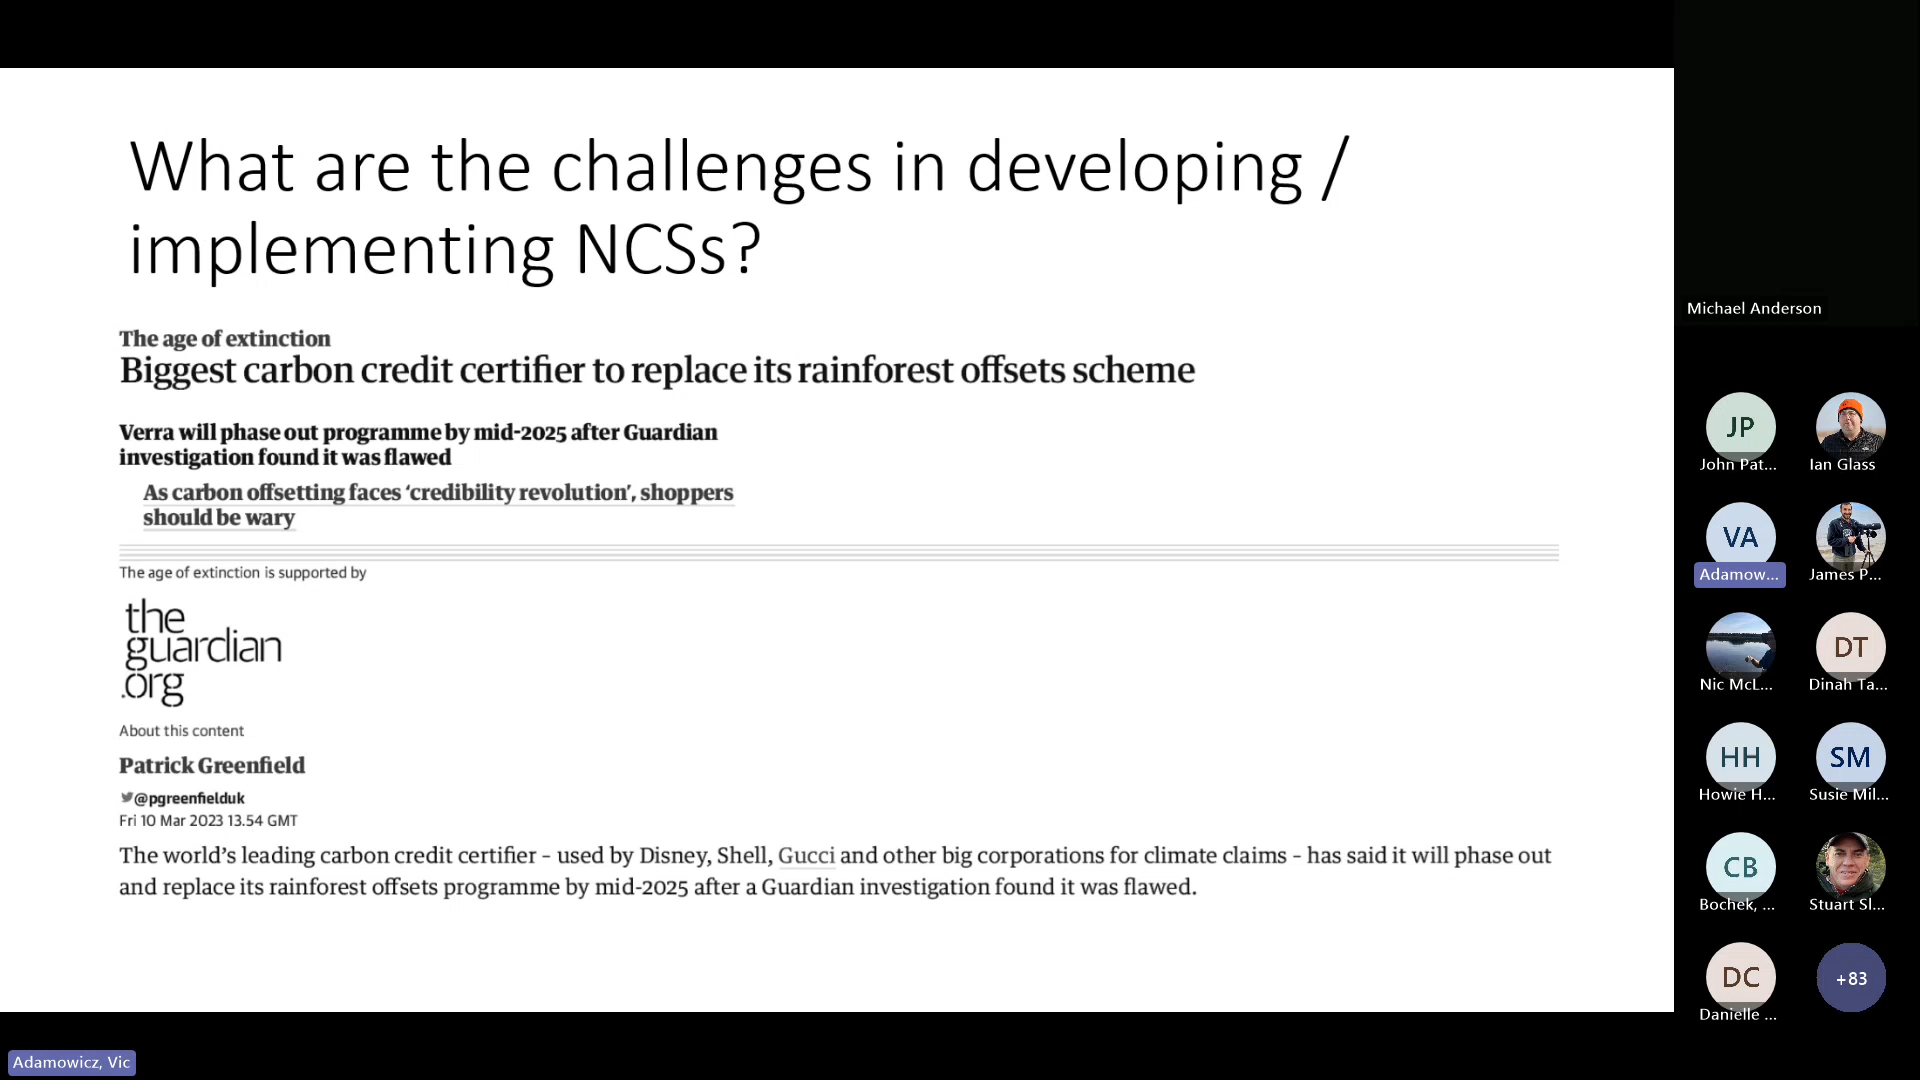 What are the challenges in developing /
implementing NCSs?
The age of extinction
Biggest carbon credit certifier to replace its rainforest offsets scheme
Verra will phase out programme by mid-2025 after Guardian
investigation found it was flawed
As carbon offsetting faces ‘credibility revolution’, shoppers
should be wary
The age of extinction is supported by
the
guardian
.org
About this content
Patrick Greenfield
@pgreenfielduk
Fri 10 Mar 2023 13.54 GMT
The world’s leading carbon credit certifier – used by Disney, Shell, Gucci and other big corporations for climate claims – has said it will phase out
and replace its rainforest offsets programme by mid-2025 after a Guardian investigation found it was flawed.
Adamowicz, Vic
Michael Anderson
JP
John Pat...
Ian Glass
VA
Adamow...
James P...
Nic McL...
DT
Dinah Ta...
HH
Howie H...
SM
Susie Mil...
CB
Bochek, ...
Stuart Sl...
DC
Danielle ...
+83